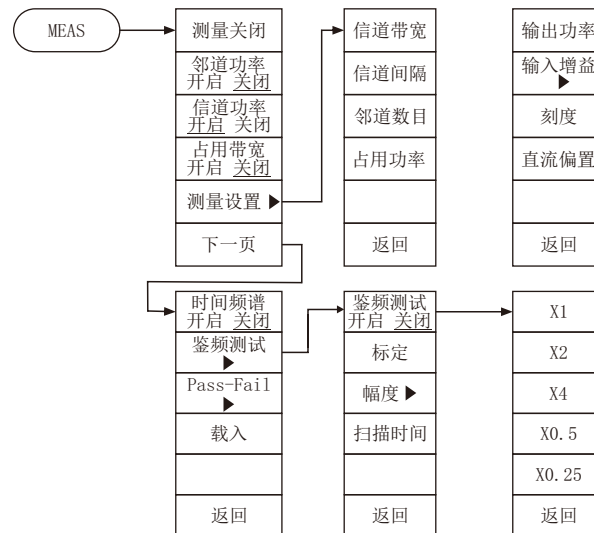 MEAS
测量关闭
邻道功率
开启 关闭
信道功率
开启 关闭
占用带宽
开启 关闭
测量设置
下一页
信道带宽
信道间隔
邻道数目
占用功率
返回
输出功率
输入增益
刻度
直流偏置
返回
时间频谱
开启 关闭
鉴频测试
Pass-Fail
载入
返回
鉴频测试
开启 关闭
标定
幅度
扫描时间
返回
X1
X2
X4
X0.5
X0.25
返回